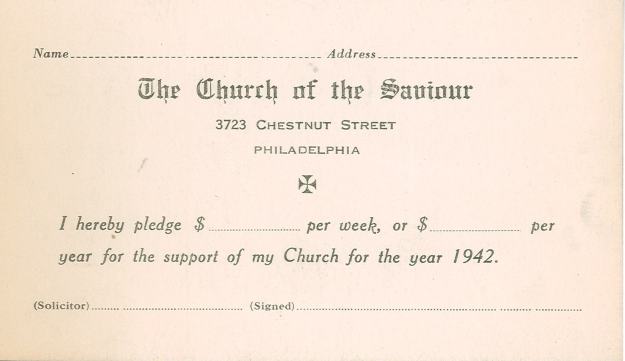 Name Address
The Church of the Saviour
3723 CHESTNUT STREET
PHILADELPHIA
I hereby pledge $ per week, or $ per
year for the support of my Church for the year 1942.
(Solicitor) (Signed)